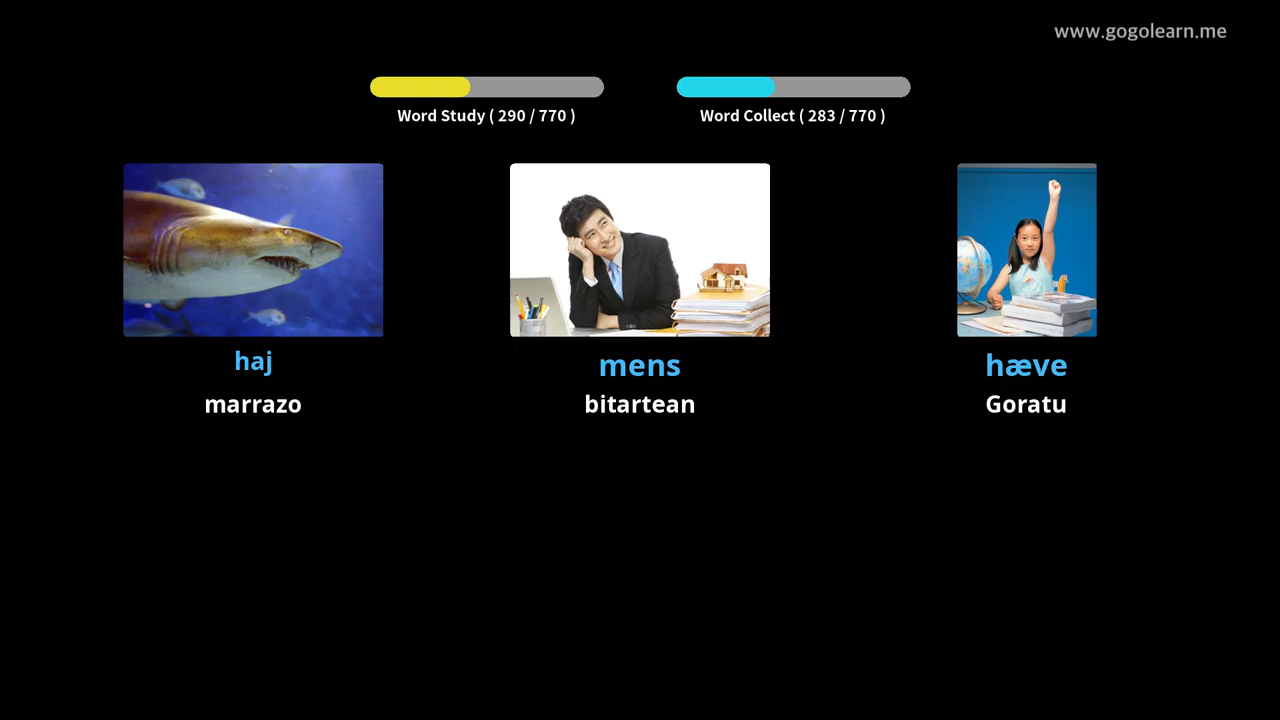 www.gogolearn.me
Word Study ( 290 / 770 )
Word Collect ( 283 / 770 )
haj
mens
hæve
marrazo
bitartean
Goratu